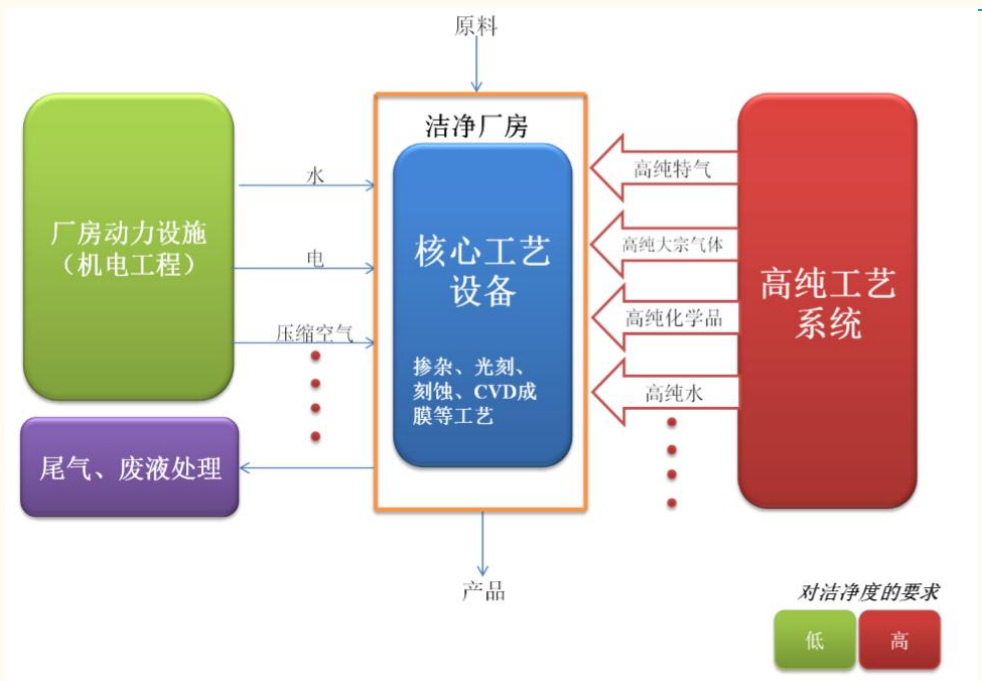 原料
洁净厂房
厂房动力设施
（机电工程）
水
电
压缩空气
核心工艺
设备
掺杂、光刻、
刻蚀、CVD成
膜等工艺
高纯特气
高纯大宗气体
高纯化学品
高纯水
高纯工艺
系统
尾气、废液处理
产品
对洁净度的要求
低
高